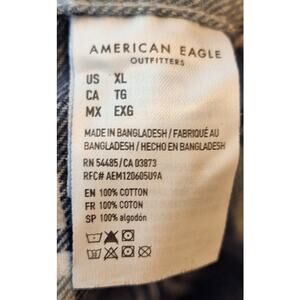 AMERICAN EAGLE
OUTFITTERS
US XL
CA TG
MX EXG
MADE IN BANGLADESH / FABRIQUÉ AU
BANGLADESH / HECHO EN BANGLADESH
RN 54485 / CA 03873
RFC# AEM120605U9A
EN 100% COTTON
FR 100% COTON
SP 100% algodón